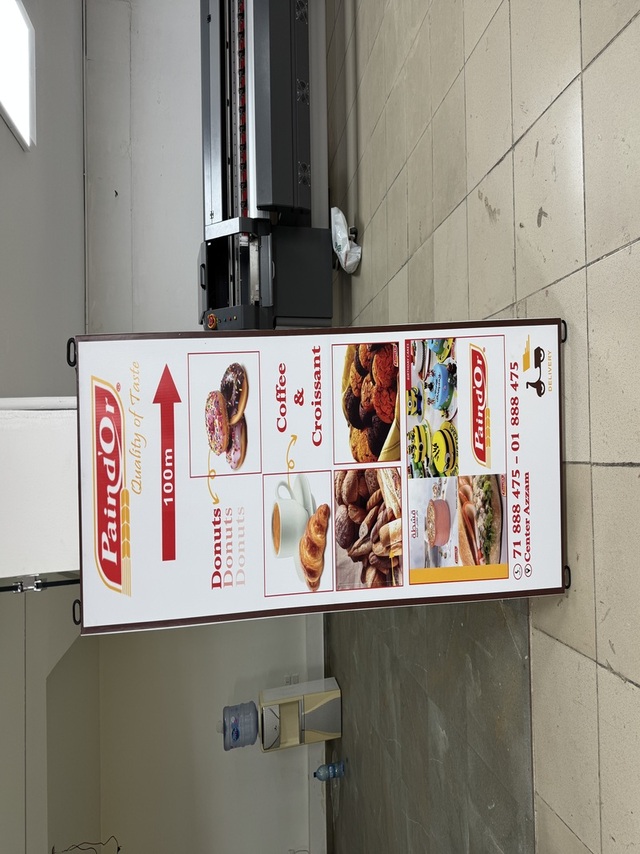 Paind'Or
®
Quality of Taste
100m
Donuts
Donuts
Donuts
Coffee
&
Croissant
قشطة
BIRTHDAY CAKES
Paind'Or
71 888 475 - 01 888 475
Center Azzam
DELIVERY